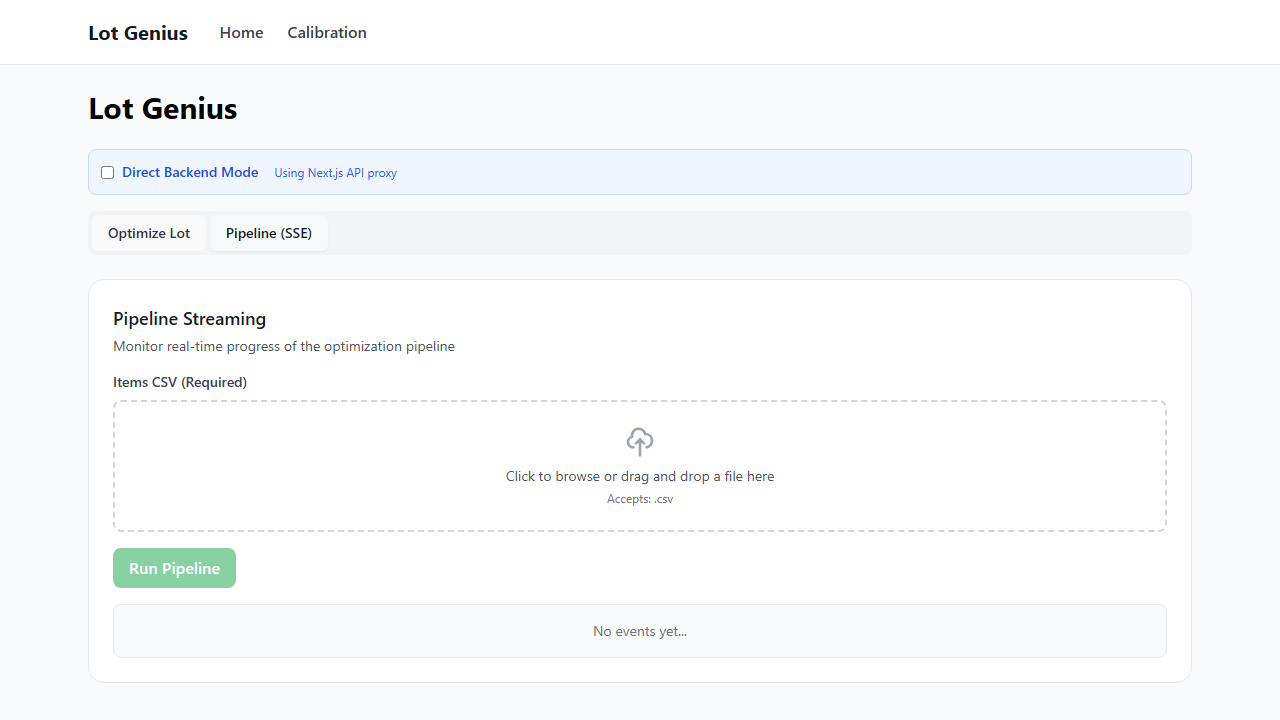 Lot Genius Home Calibration
Lot Genius
Direct Backend Mode Using Next.js API proxy
Optimize Lot Pipeline (SSE)
Pipeline Streaming
Monitor real-time progress of the optimization pipeline
Items CSV (Required)
Click to browse or drag and drop a file here
Accepts: .csv
Run Pipeline
No events yet...